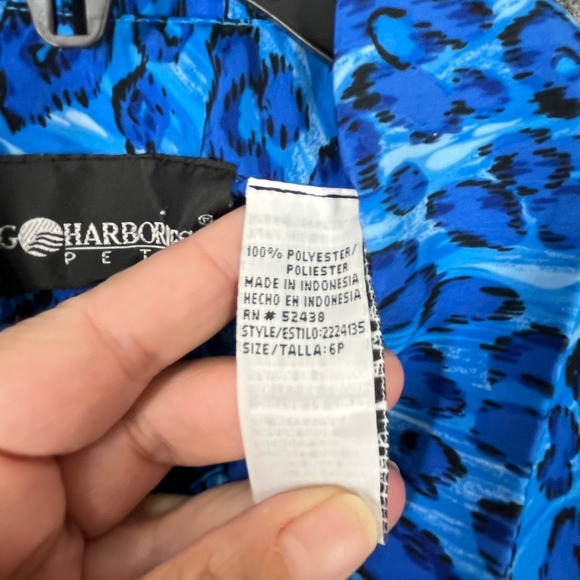 G HARBOR
PET
100% POLYESTER/
POLIESTER
MADE IN INDONESIA
HECHO EN INDONESIA
RN # 52438
STYLE/ESTILO:2224135
SIZE/TALLA:6P